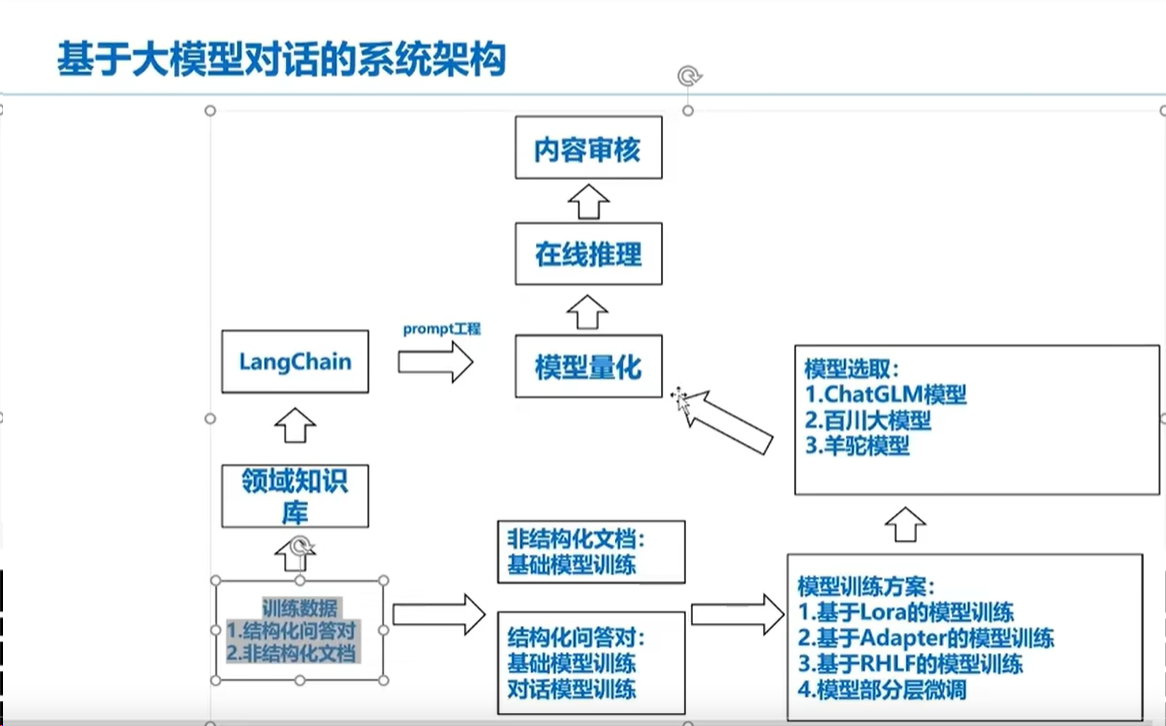 基于大模型对话的系统架构
内容审核
在线推理
prompt工程
LangChain
模型量化
模型选取：
1.ChatGLM模型
2.百川大模型
3.羊驼模型
领域知识
库
非结构化文档：
基础模型训练
训练数据
1.结构化问答对
2.非结构化文档
结构化问答对：
基础模型训练
对话模型训练
模型训练方案：
1.基于Lora的模型训练
2.基于Adapter的模型训练
3.基于RHLF的模型训练
4.模型部分层微调